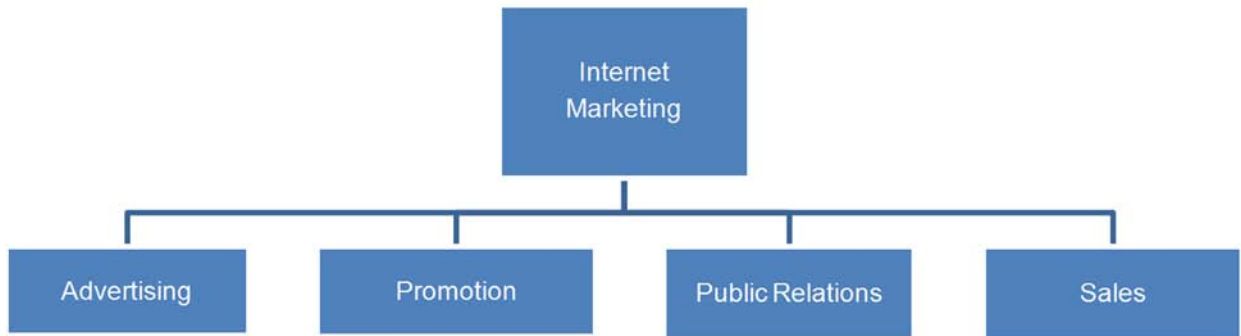 Internet
Marketing
Advertising
Promotion
Public Relations
Sales